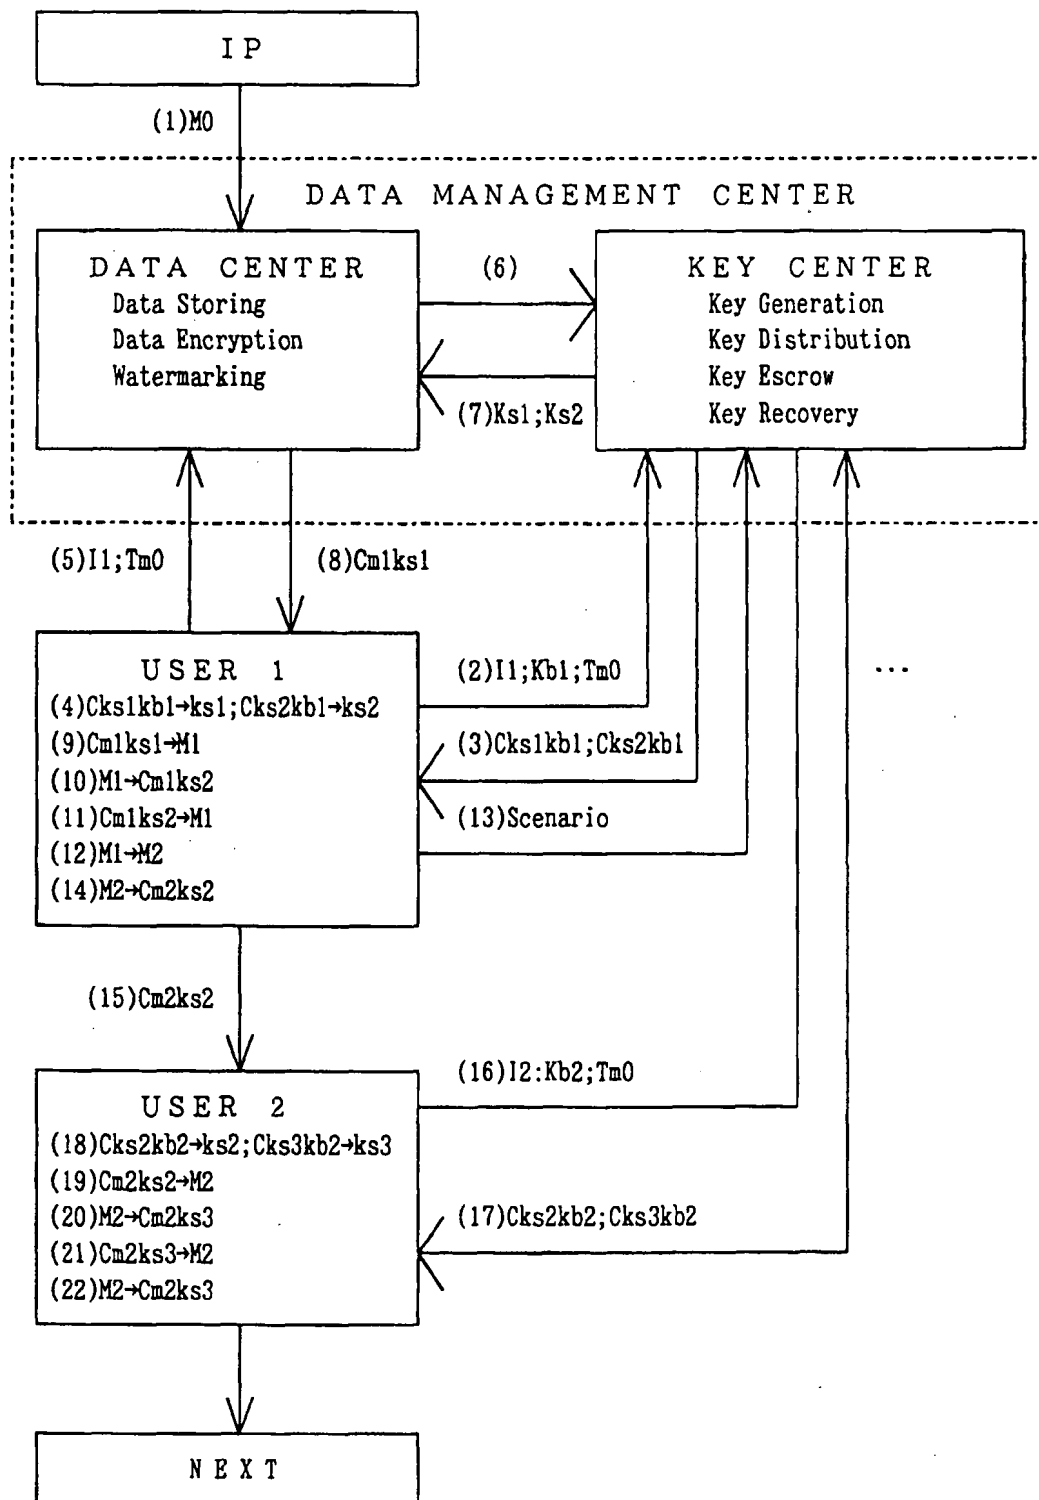 IP
(1)M0
DATA MANAGEMENT CENTER
DATA CENTER
Data Storing
Data Encryption
Watermarking
(6)
(7)Ks1;Ks2
KEY CENTER
Key Generation
Key Distribution
Key Escrow
Key Recovery
(5)I1;Tm0
(8)Cm1ks1
USER 1
(4)Cks1kb1→ks1;Cks2kb1→ks2
(9)Cm1ks1→M1
(10)M1→Cm1ks2
(11)Cm1ks2→M1
(12)M1→M2
(14)M2→Cm2ks2
(2)I1;Kb1;Tm0
(3)Cks1kb1;Cks2kb1
(13)Scenario
...
(15)Cm2ks2
USER 2
(18)Cks2kb2→ks2;Cks3kb2→ks3
(19)Cm2ks2→M2
(20)M2→Cm2ks3
(21)Cm2ks3→M2
(22)M2→Cm2ks3
(16)I2:Kb2;Tm0
(17)Cks2kb2;Cks3kb2
NEXT